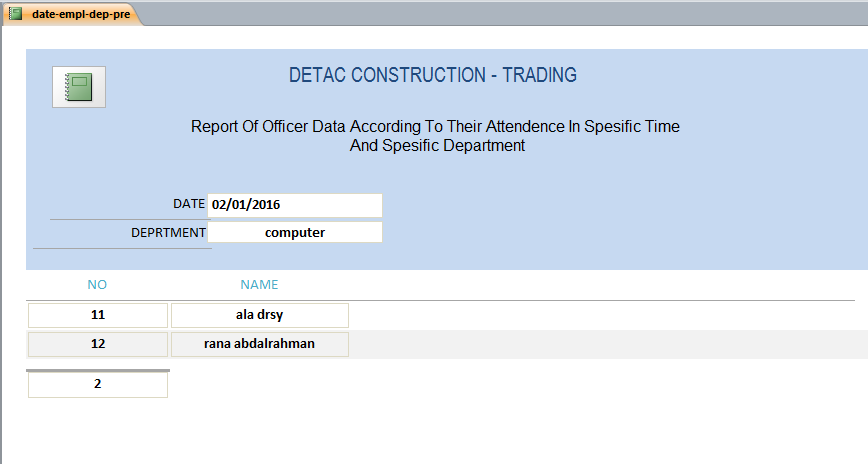 date-empl-dep-pre
DETAC CONSTRUCTION - TRADING
Report Of Officer Data According To Their Attendence In Spesific Time
And Spesific Department
DATE 02/01/2016
DEPRTMENT computer
NO NAME
11 ala drsy
12 rana abdalrahman
2